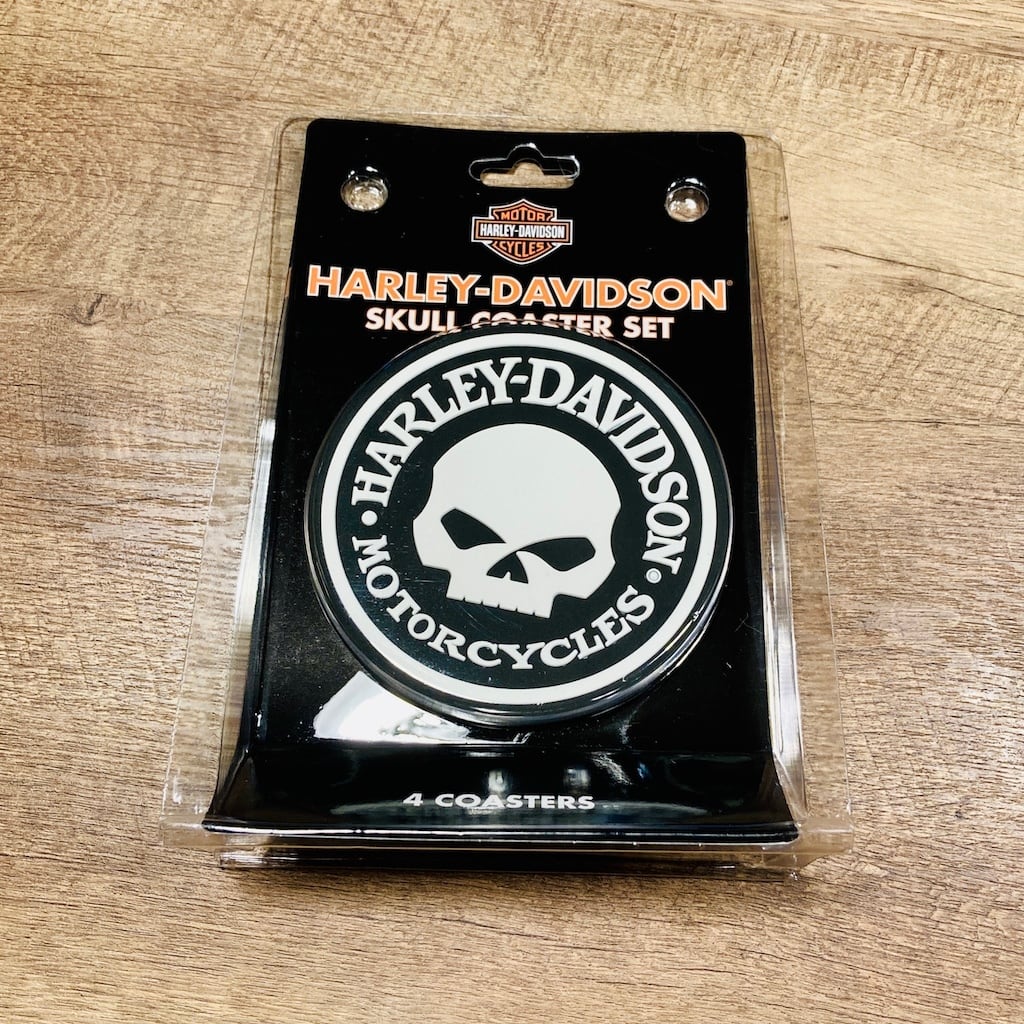 MOTOR
HARLEY-DAVIDSON
CYCLES
HARLEY-DAVIDSON®
SKULL COASTER SET
HARLEY-DAVIDSON
• MOTORCYCLES •
4 COASTERS